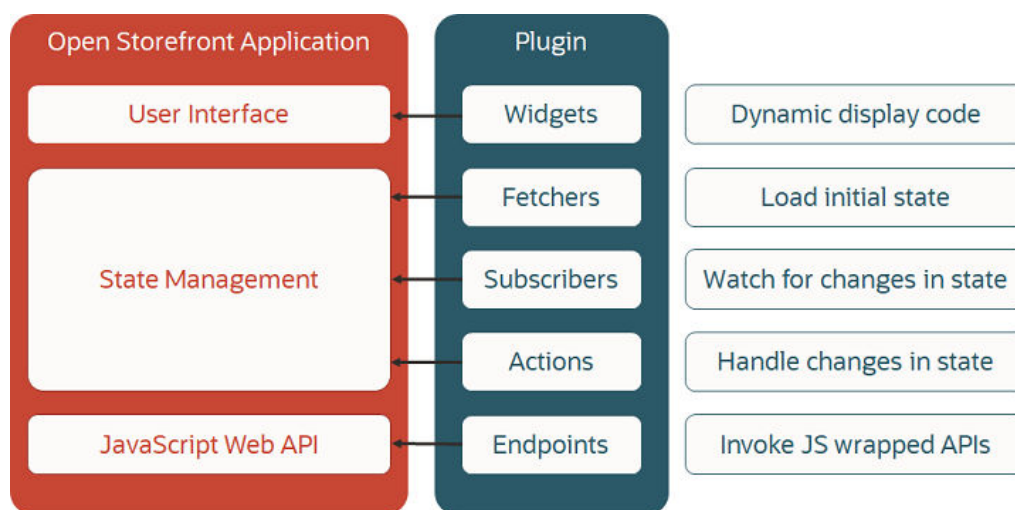 Open Storefront Application
Plugin
User Interface
Widgets
Dynamic display code
Fetchers
Load initial state
State Management
Subscribers
Watch for changes in state
Actions
Handle changes in state
JavaScript Web API
Endpoints
Invoke JS wrapped APIs